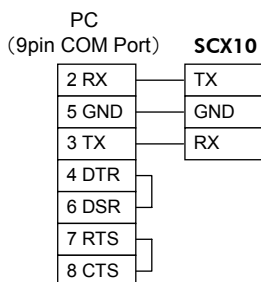 PC
（9pin COM Port） SCX10
2 RX TX
5 GND GND
3 TX RX
4 DTR
6 DSR
7 RTS
8 CTS